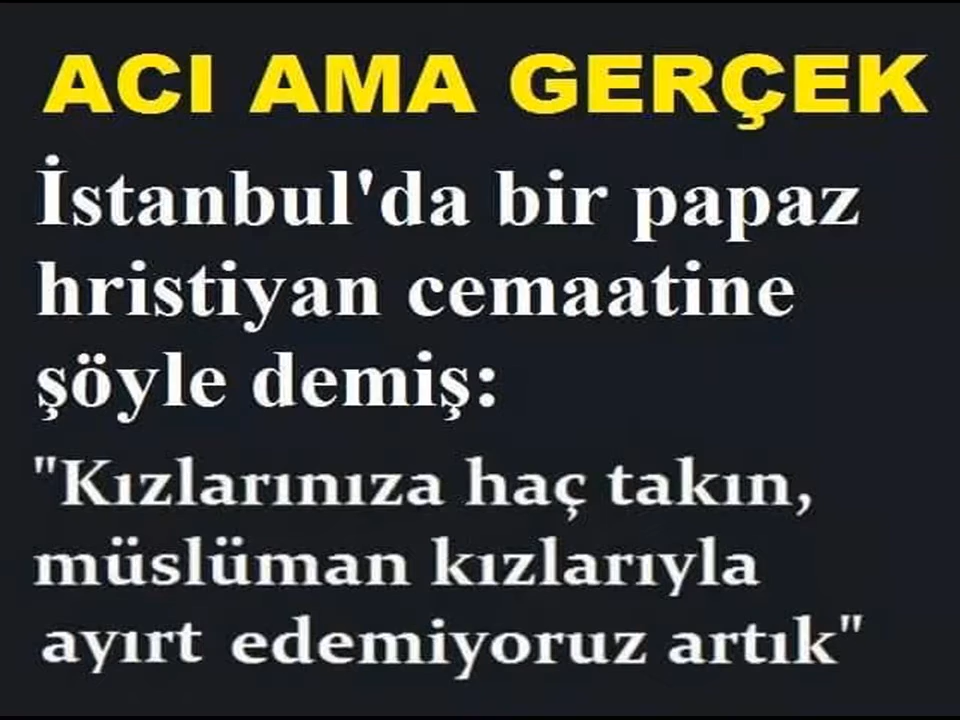 ACI AMA GERÇEK
İstanbul'da bir papaz
hristiyan cemaatine
şöyle demiş:
"Kızlarınıza haç takın,
müslüman kızlarıyla
ayırt edemiyoruz artık"